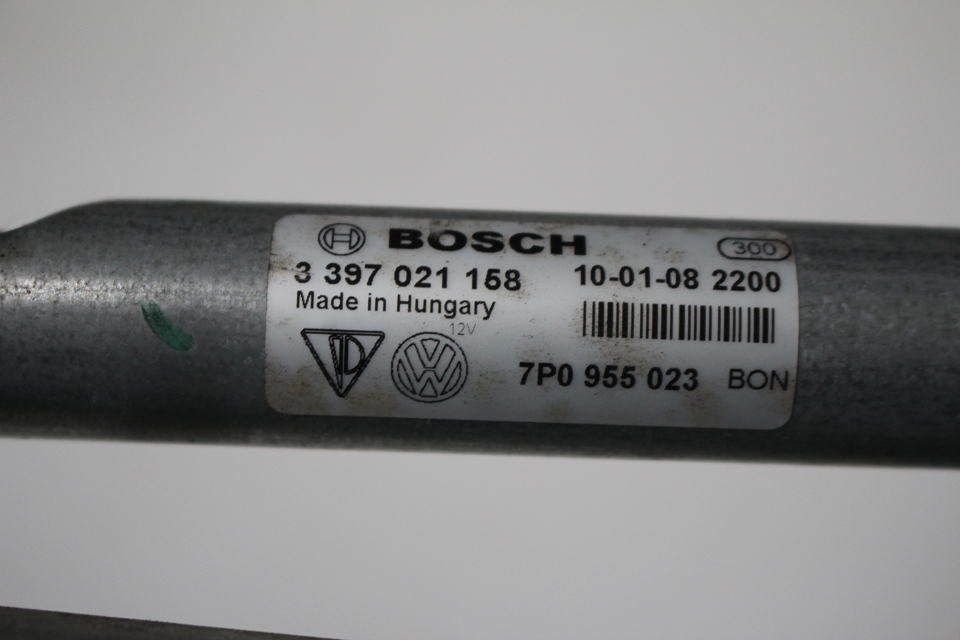 BOSCH 300
3 397 021 158 10-01-08 2200
Made in Hungary
12V
7P0 955 023 BON